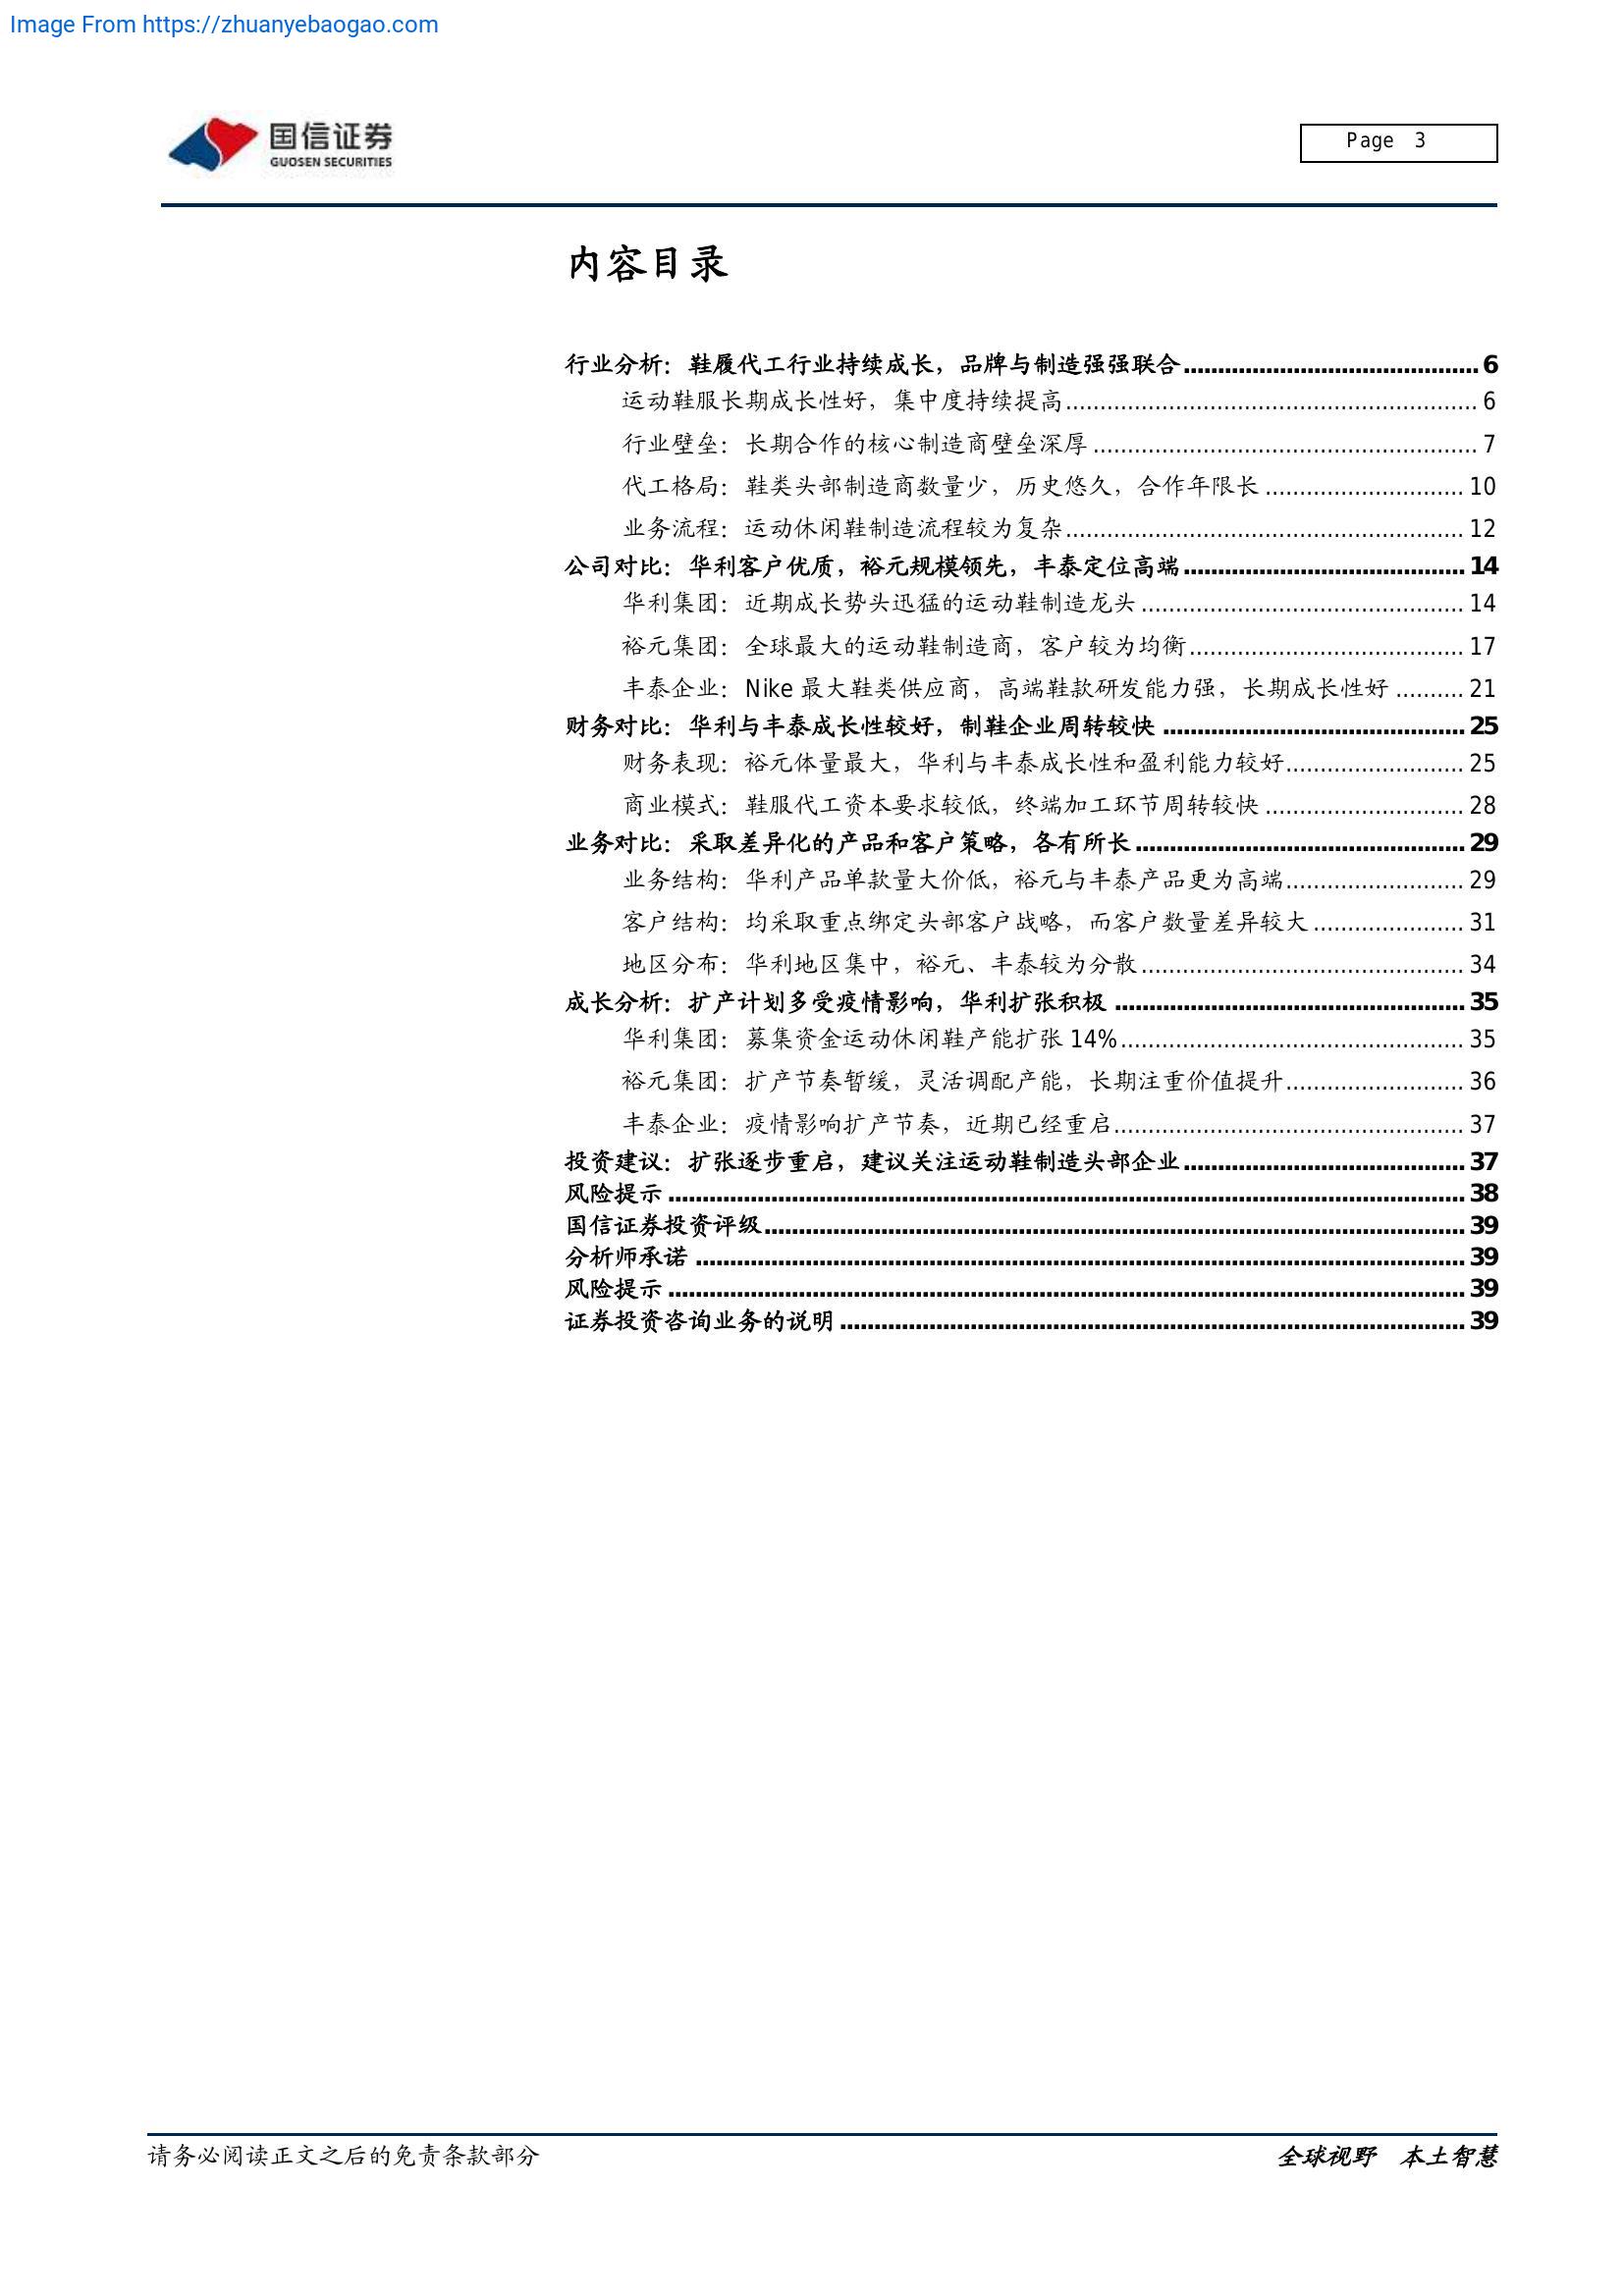 Image From https://zhuanyebaogao.com
国信证券
GUOSEN SECURITIES
Page 3
内容目录
行业分析：鞋履代工行业持续成长，品牌与制造强强联合........................................... 6
运动鞋服长期成长性好，集中度持续提高............................................................ 6
行业壁垒：长期合作的核心制造商壁垒深厚........................................................ 7
代工格局：鞋类头部制造商数量少，历史悠久，合作年限长............................. 10
业务流程：运动休闲鞋制造流程较为复杂.......................................................... 12
公司对比：华利客户优质，裕元规模领先，丰泰定位高端......................................... 14
华利集团：近期成长势头迅猛的运动鞋制造龙头............................................... 14
裕元集团：全球最大的运动鞋制造商，客户较为均衡........................................ 17
丰泰企业：Nike 最大鞋类供应商，高端鞋款研发能力强，长期成长性好.......... 21
财务对比：华利与丰泰成长性较好，制鞋企业周转较快............................................ 25
财务表现：裕元体量最大，华利与丰泰成长性和盈利能力较好.......................... 25
商业模式：鞋服代工资本要求较低，终端加工环节周转较快............................. 28
业务对比：采取差异化的产品和客户策略，各有所长................................................ 29
业务结构：华利产品单款量大价低，裕元与丰泰产品更为高端.......................... 29
客户结构：均采取重点绑定头部客户战略，而客户数量差异较大...................... 31
地区分布：华利地区集中，裕元、丰泰较为分散............................................... 34
成长分析：扩产计划多受疫情影响，华利扩张积极................................................... 35
华利集团：募集资金运动休闲鞋产能扩张 14%.................................................. 35
裕元集团：扩产节奏暂缓，灵活调配产能，长期注重价值提升.......................... 36
丰泰企业：疫情影响扩产节奏，近期已经重启................................................... 37
投资建议：扩张逐步重启，建议关注运动鞋制造头部企业......................................... 37
风险提示.................................................................................................................... 38
国信证券投资评级...................................................................................................... 39
分析师承诺................................................................................................................ 39
风险提示.................................................................................................................... 39
证券投资咨询业务的说明........................................................................................... 39
请务必阅读正文之后的免责条款部分
全球视野 本土智慧